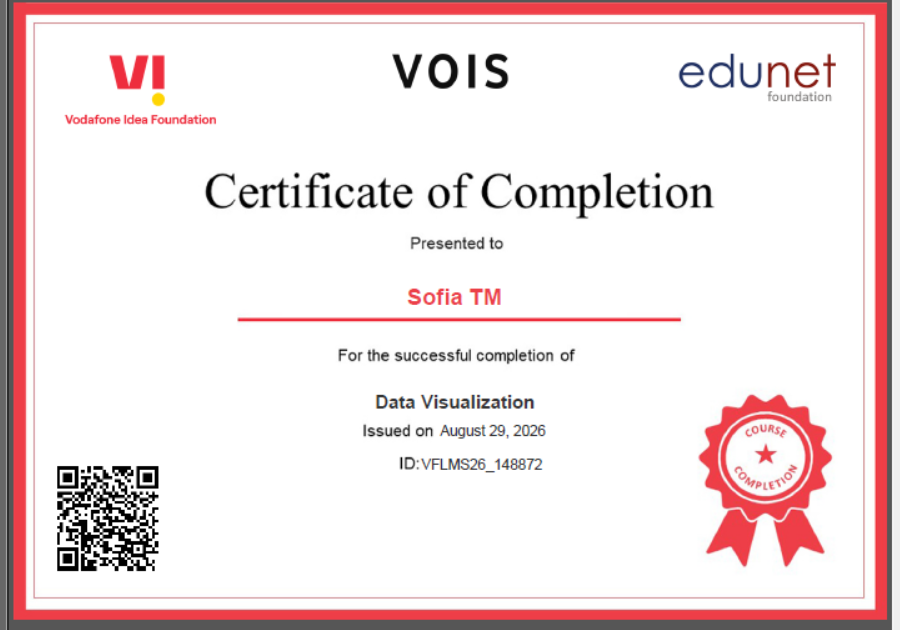 VI
Vodafone Idea Foundation
VOIS
edunet
foundation
Certificate of Completion
Presented to
Sofia TM
For the successful completion of
Data Visualization
Issued on August 29, 2026
ID:VFLMS26_148872
COURSE
COMPLETION